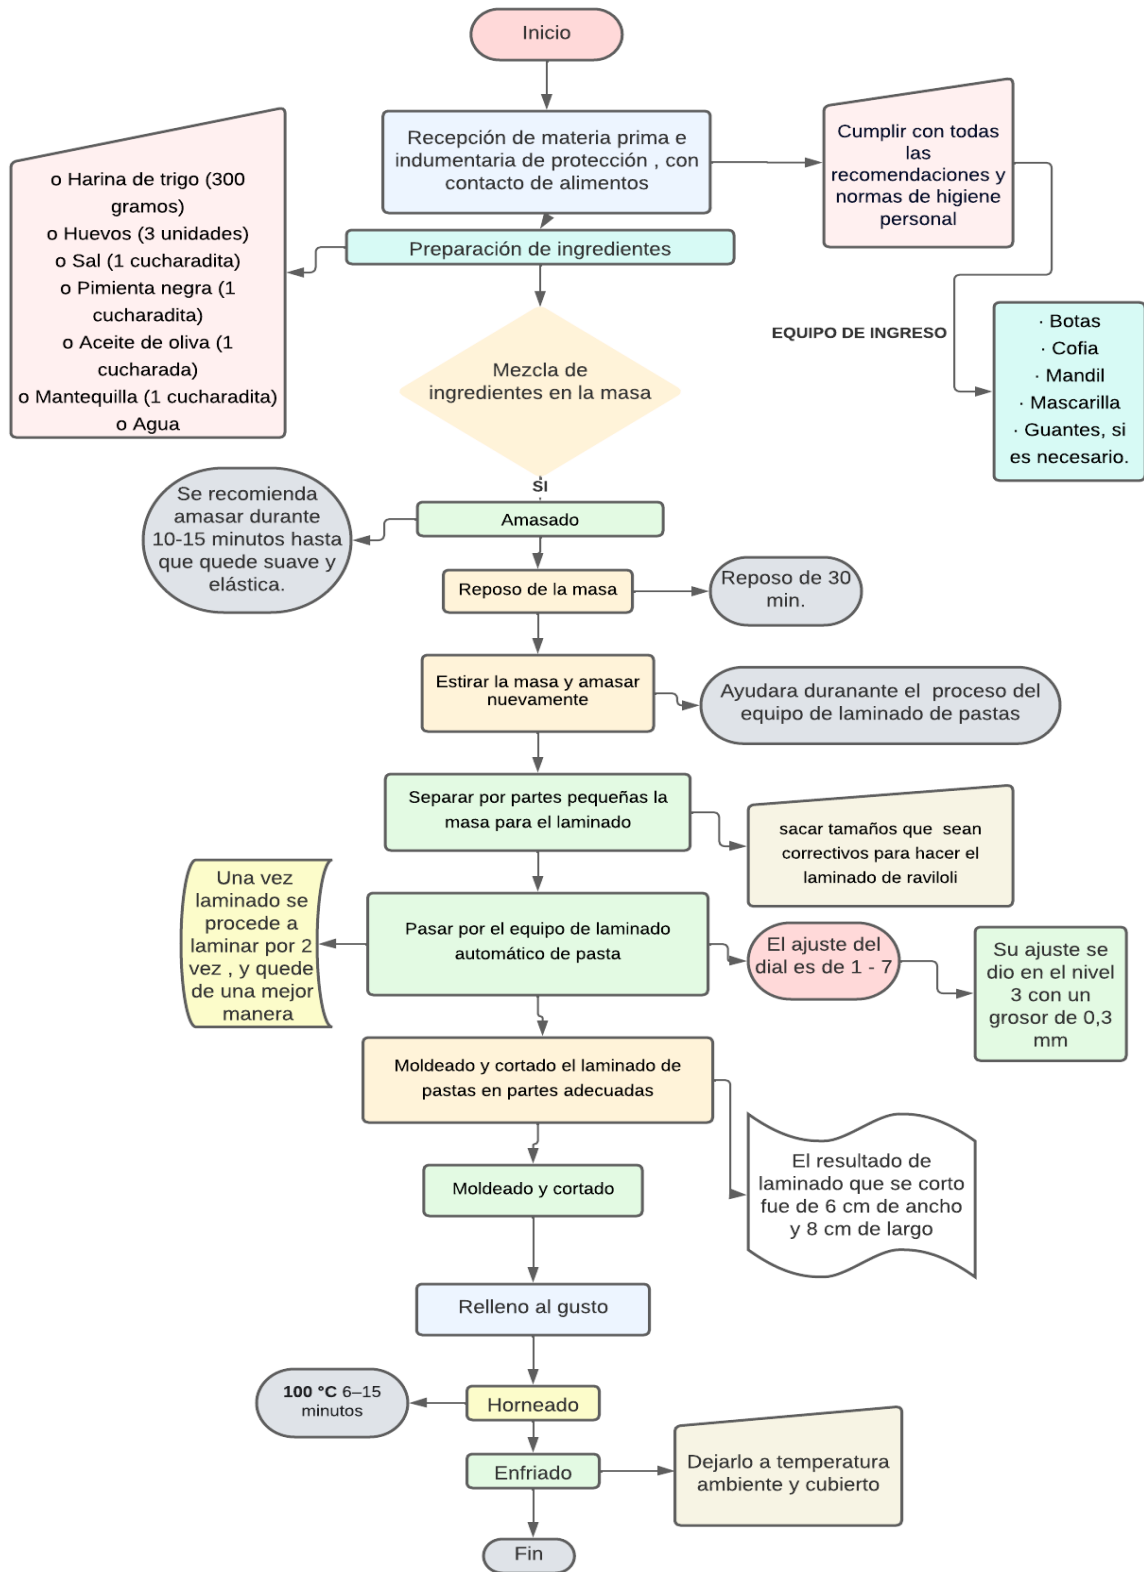 Inicio
Recepción de materia prima e
indumentaria de protección , con
contacto de alimentos
Cumplir con todas
las
recomendaciones y
normas de higiene
personal
o Harina de trigo (300
gramos)
o Huevos (3 unidades)
o Sal (1 cucharadita)
o Pimienta negra (1
cucharadita)
o Aceite de oliva (1
cucharada)
o Mantequilla (1 cucharadita)
o Agua
Preparación de ingredientes
EQUIPO DE INGRESO
· Botas
· Cofia
· Mandil
· Mascarilla
· Guantes, si
es necesario.
Mezcla de
ingredientes en la masa
SI
Amasado
Se recomienda
amasar durante
10-15 minutos hasta
que quede suave y
elástica.
Reposo de la masa
Reposo de 30
min.
Estirar la masa y amasar
nuevamente
Ayudara duranante el proceso del
equipo de laminado de pastas
Separar por partes pequeñas la
masa para el laminado
sacar tamaños que sean
correctivos para hacer el
laminado de raviloli
Una vez
laminado se
procede a
laminar por 2
vez , y quede
de una mejor
manera
Pasar por el equipo de laminado
automático de pasta
El ajuste del
dial es de 1 - 7
Su ajuste se
dio en el nivel
3 con un
grosor de 0,3
mm
Moldeado y cortado el laminado de
pastas en partes adecuadas
El resultado de
laminado que se corto
fue de 6 cm de ancho
y 8 cm de largo
Moldeado y cortado
Relleno al gusto
100 °C 6–15
minutos
Horneado
Enfriado
Dejarlo a temperatura
ambiente y cubierto
Fin